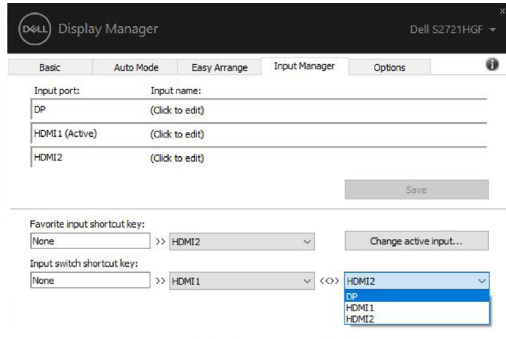 DELL Display Manager Dell S2721HGF
x
Basic Auto Mode Easy Arrange Input Manager Options i
Input port: Input name:
DP (Click to edit)
HDMI1 (Active) (Click to edit)
HDMI2 (Click to edit)
Save
Favorite input shortcut key:
None >> HDMI2 Change active input...
Input switch shortcut key:
None >> HDMI1 <<>> HDMI2
DP
HDMI1
HDMI2